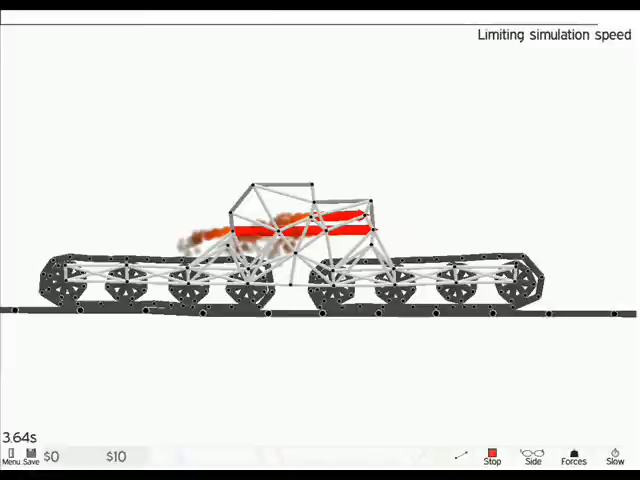 Limiting simulation speed
3.64s
Menu Save $0 $10 Stop Side Forces Slow